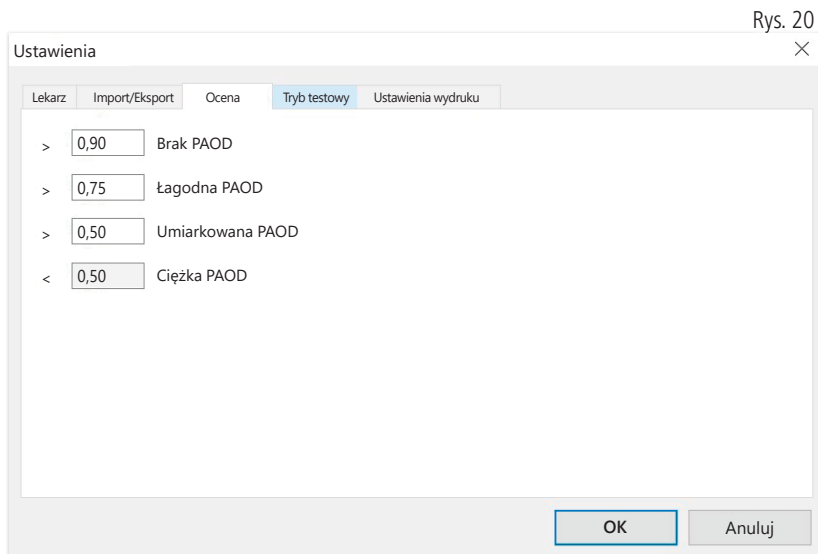 Rys. 20
Ustawienia
Lekarz Import/Eksport Ocena Tryb testowy Ustawienia wydruku
> 0,90 Brak PAOD
> 0,75 Łagodna PAOD
> 0,50 Umiarkowana PAOD
< 0,50 Ciężka PAOD
OK Anuluj